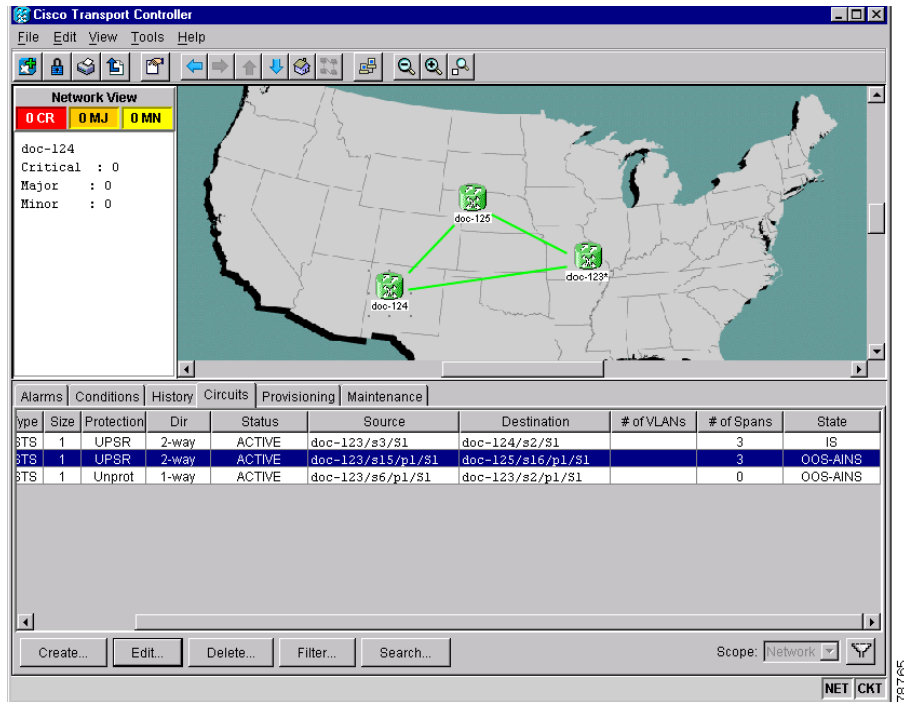 Cisco Transport Controller
File Edit View Tools Help
Network View
0 CR 0 MJ 0 MN
doc-124
Critical : 0
Major : 0
Minor : 0
doc-125
doc-123*
doc-124
Alarms Conditions History Circuits Provisioning Maintenance
ype Size Protection Dir Status Source Destination # of VLANs # of Spans State
STS 1 UPSR 2-way ACTIVE doc-123/s3/S1 doc-124/s2/S1 3 IS
STS 1 UPSR 2-way ACTIVE doc-123/s15/p1/S1 doc-125/s16/p1/S1 3 OOS-AINS
STS 1 Unprot 1-way ACTIVE doc-123/s6/p1/S1 doc-123/s2/p1/S1 0 OOS-AINS
Create... Edit... Delete... Filter... Search... Scope: Network
NET CKT
78765